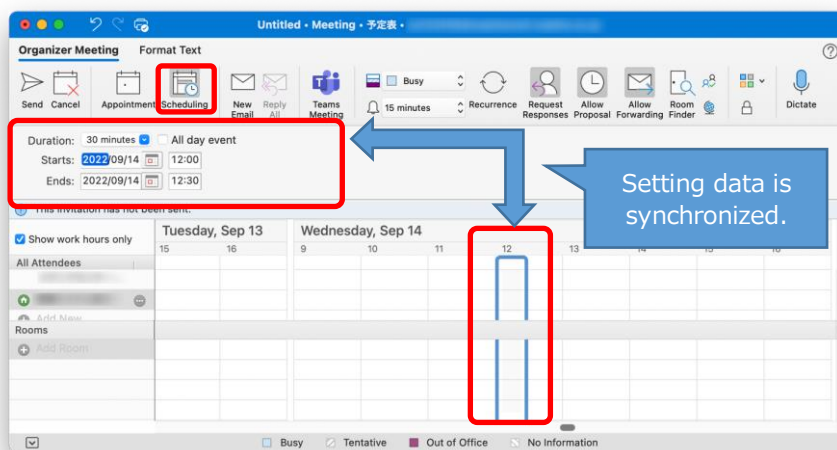 Untitled • Meeting • 予定表 •
Organizer Meeting Format Text
Send Cancel Appointment Scheduling New Email Reply All Teams Meeting Busy 15 minutes Recurrence Request Responses Allow Proposal Allow Forwarding Room Finder Dictate
Duration: 30 minutes All day event
Starts: 2022/09/14 12:00
Ends: 2022/09/14 12:30
Setting data is
synchronized.
This invitation has not been sent.
Show work hours only Tuesday, Sep 13 Wednesday, Sep 14
15 16 9 10 11 12 13 14 15 16
All Attendees
Add New
Rooms
Add Room
Busy Tentative Out of Office No Information